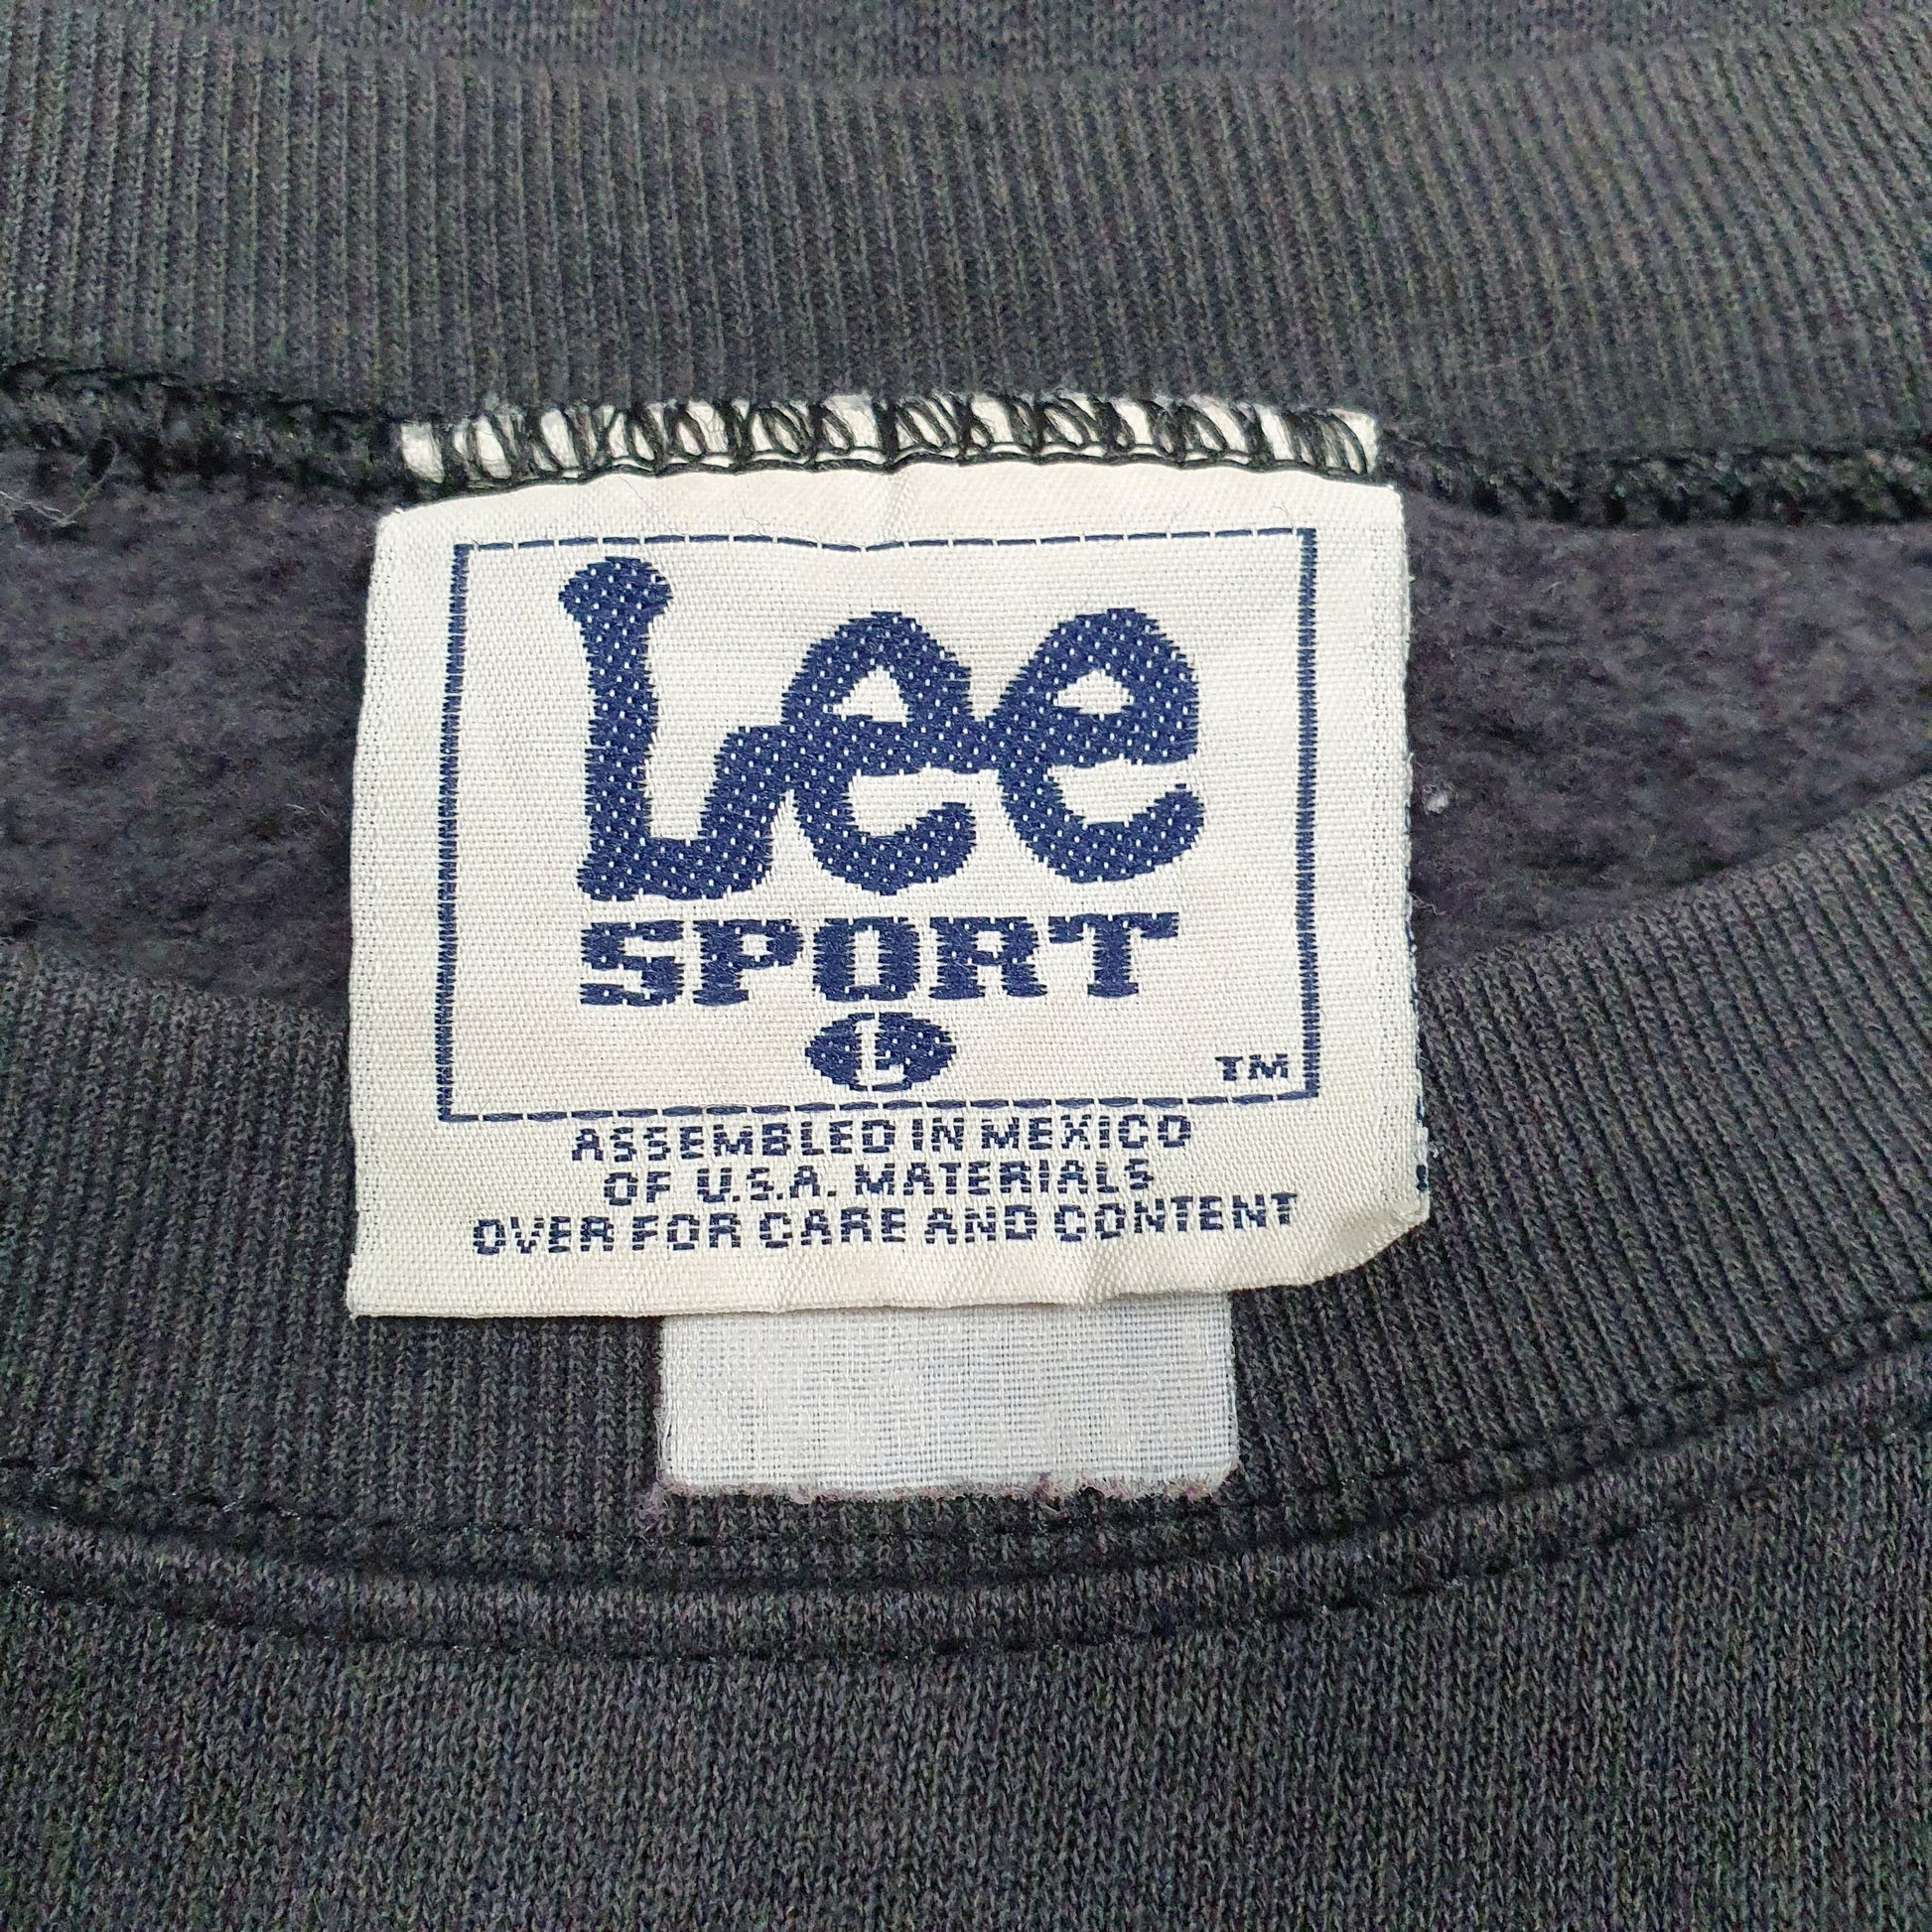 Lee
SPORT
L
TM
ASSEMBLED IN MEXICO
OF U.S.A. MATERIALS
OVER FOR CARE AND CONTENT